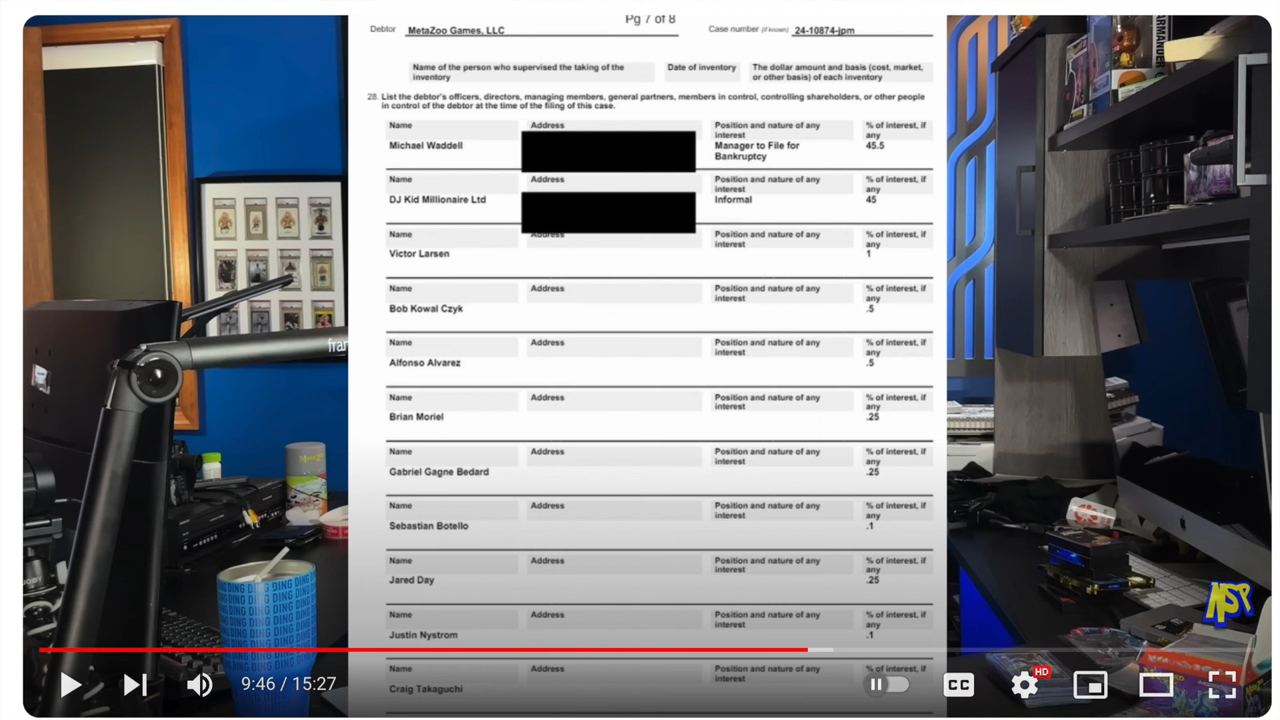 Pg 7 of 8
Debtor MetaZoo Games, LLC Case number (if known) 24-10874-jpm
Name of the person who supervised the taking of the inventory Date of inventory The dollar amount and basis (cost, market, or other basis) of each inventory
28. List the debtor's officers, directors, managing members, general partners, members in control, controlling shareholders, or other people
in control of the debtor at the time of the filing of this case.
Name Address Position and nature of any interest % of interest, if any
Michael Waddell Manager to File for Bankruptcy 45.5
Name Address Position and nature of any interest % of interest, if any
DJ Kid Millionaire Ltd Informal 45
Name Address Position and nature of any interest % of interest, if any
Victor Larsen 1
Name Address Position and nature of any interest % of interest, if any
Bob Kowal Czyk .5
Name Address Position and nature of any interest % of interest, if any
Alfonso Alvarez .5
Name Address Position and nature of any interest % of interest, if any
Brian Moriel .25
Name Address Position and nature of any interest % of interest, if any
Gabriel Gagne Bedard .25
Name Address Position and nature of any interest % of interest, if any
Sebastian Botello .1
Name Address Position and nature of any interest % of interest, if any
Jared Day .25
Name Address Position and nature of any interest % of interest, if any
Justin Nystrom .1
Name Address Position and nature of any interest % of interest, if any
Craig Takaguchi
DING DING DING DING
NSP
9:46 / 15:27
CC
HD